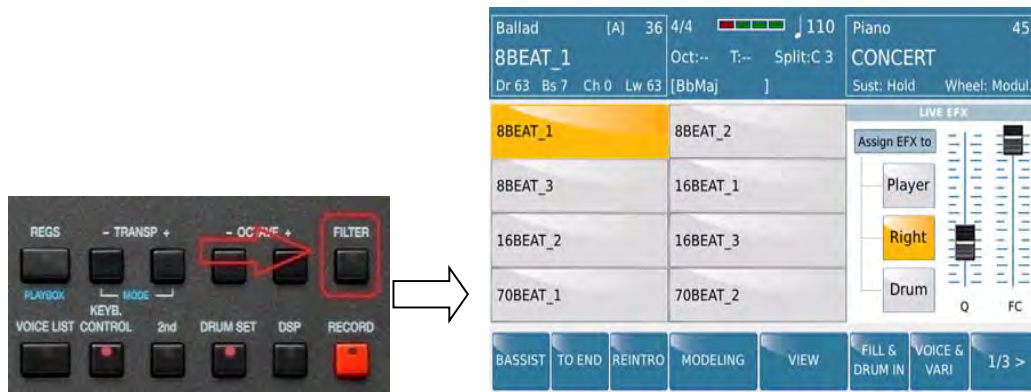 REGS
- TRANSP +
- OCTAVE +
FILTER
PLAYBOX
MODE
KEYB.
VOICE LIST CONTROL 2nd DRUM SET DSP RECORD
Ballad [A] 36
8BEAT_1
Dr 63 Bs 7 Ch 0 Lw 63
4/4 110
Oct:-- T:-- Split:C 3
[BbMaj ]
Piano 45
CONCERT
Sust: Hold Wheel: Modul.
8BEAT_1 8BEAT_2
8BEAT_3 16BEAT_1
16BEAT_2 16BEAT_3
70BEAT_1 70BEAT_2
LIVE EFX
Assign EFX to
Player
Right
Drum
Q FC
BASSIST TO END REINTRO MODELING VIEW
FILL &
DRUM IN
VOICE &
VARI
1/3 >